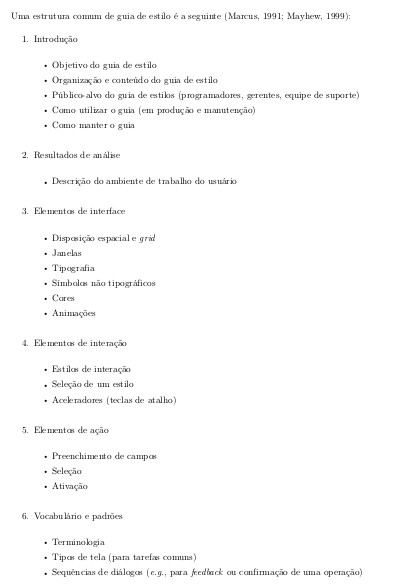 Uma estrutura comum de guia de estilo é a seguinte (Marcus, 1991; Mayhew, 1999):
1. Introdução
• Objetivo do guia de estilo
• Organização e conteúdo do guia de estilo
• Público-alvo do guia de estilos (programadores, gerentes, equipe de suporte)
• Como utilizar o guia (em produção e manutenção)
• Como manter o guia
2. Resultados de análise
• Descrição do ambiente de trabalho do usuário
3. Elementos de interface
• Disposição espacial e grid
• Janelas
• Tipografia
• Símbolos não tipográficos
• Cores
• Animações
4. Elementos de interação
• Estilos de interação
• Seleção de um estilo
• Aceleradores (teclas de atalho)
5. Elementos de ação
• Preenchimento de campos
• Seleção
• Ativação
6. Vocabulário e padrões
• Terminologia
• Tipos de tela (para tarefas comuns)
• Sequências de diálogos (e.g., para feedback ou confirmação de uma operação)